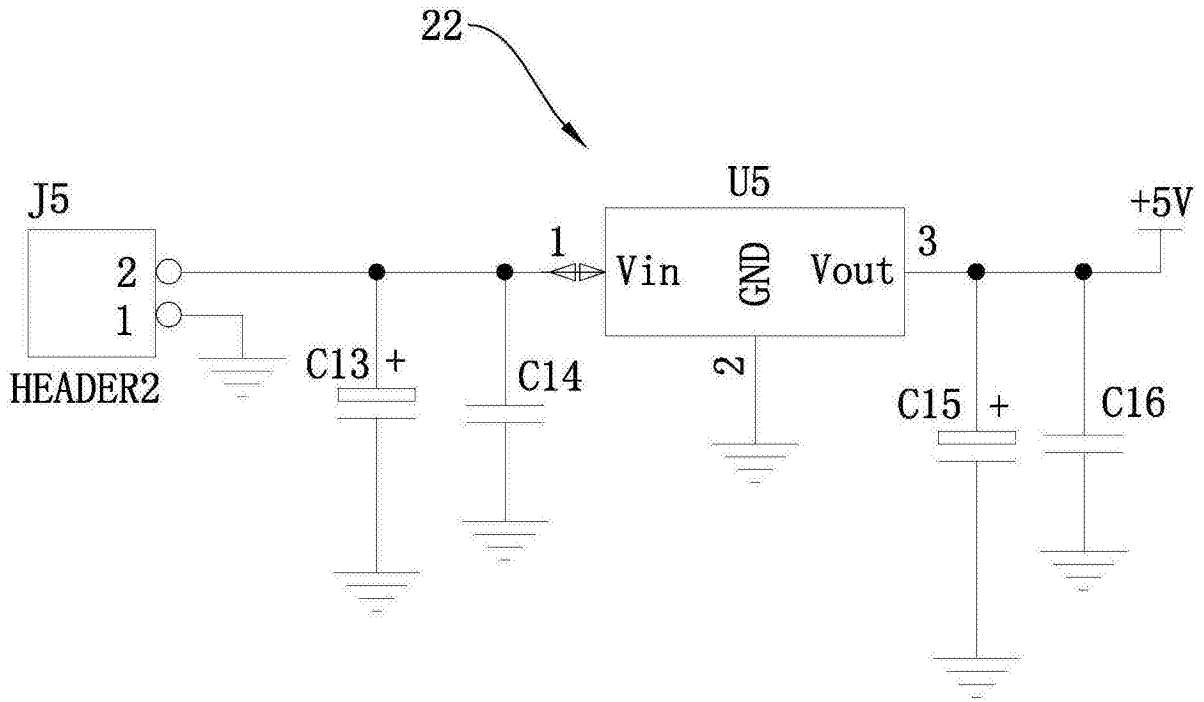 22
J5
2
1
HEADER2
C13 +
C14
1
U5
Vin
GND
Vout
2
3
+5V
C15 +
C16